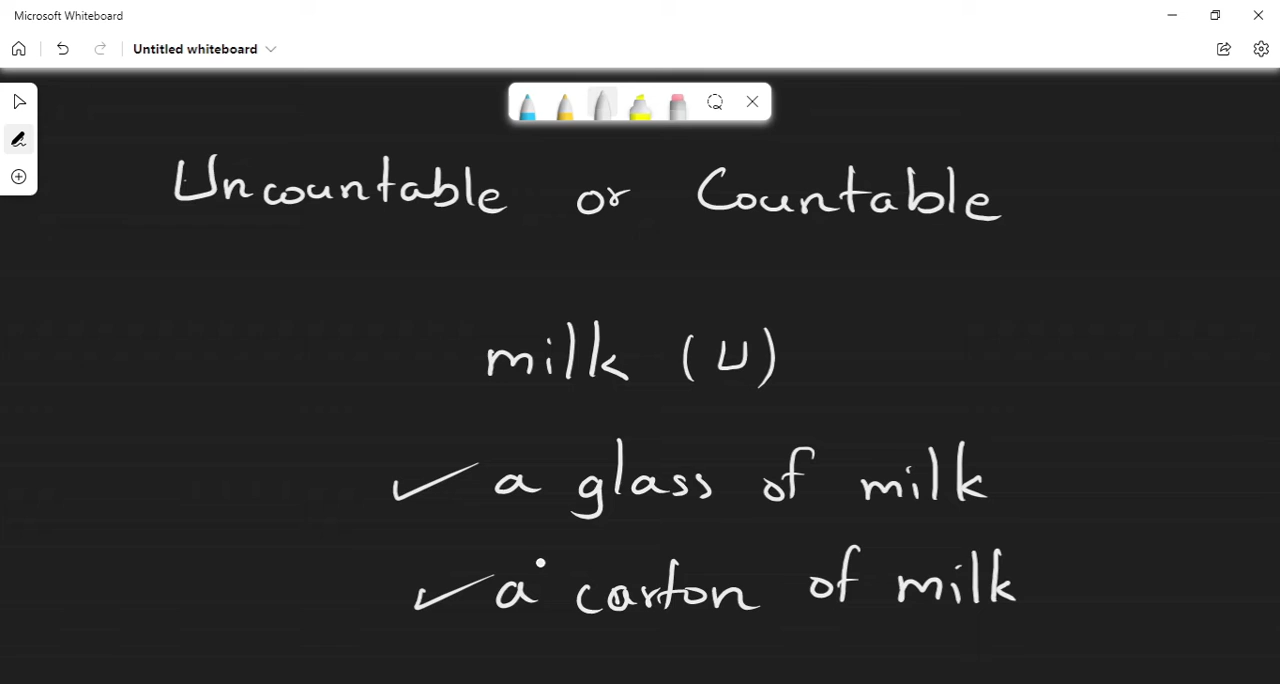 Microsoft Whiteboard
Untitled whiteboard
Uncountable or Countable
milk (U)
a glass of milk
a carton of milk